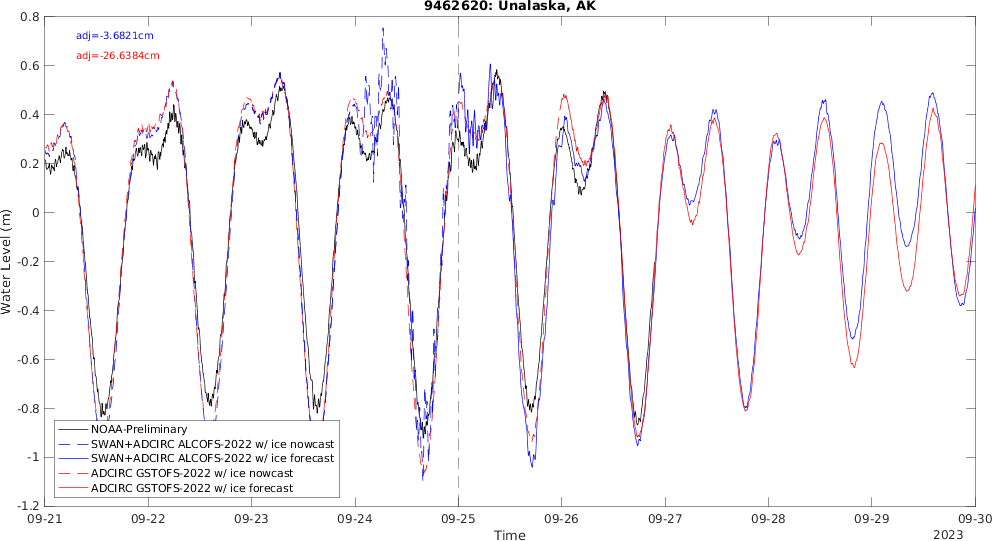 9462620: Unalaska, AK
adj=-3.6821cm
adj=-26.6384cm
Water Level (m)
0.8
0.6
0.4
0.2
0
-0.2
-0.4
-0.6
-0.8
-1
-1.2
NOAA-Preliminary
SWAN+ADCIRC ALCOFS-2022 w/ ice nowcast
SWAN+ADCIRC ALCOFS-2022 w/ ice forecast
ADCIRC GSTOFS-2022 w/ ice nowcast
ADCIRC GSTOFS-2022 w/ ice forecast
09-21 09-22 09-23 09-24 09-25 09-26 09-27 09-28 09-29 09-30
Time
2023